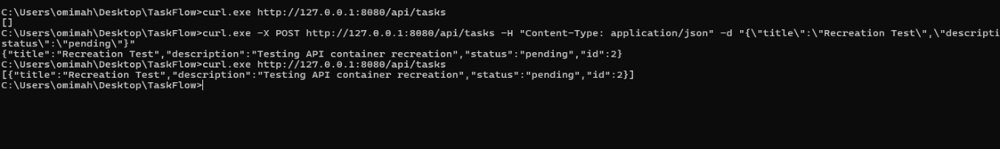 C:\Users\omimah\Desktop\TaskFlow>curl.exe http://127.0.0.1:8080/api/tasks
[]
C:\Users\omimah\Desktop\TaskFlow>curl.exe -X POST http://127.0.0.1:8080/api/tasks -H "Content-Type: application/json" -d "{\"title\":\"Recreation Test\",\"descripti
status\":\"pending\"}"
{"title":"Recreation Test","description":"Testing API container recreation","status":"pending","id":2}
C:\Users\omimah\Desktop\TaskFlow>curl.exe http://127.0.0.1:8080/api/tasks
[{"title":"Recreation Test","description":"Testing API container recreation","status":"pending","id":2}]
C:\Users\omimah\Desktop\TaskFlow>